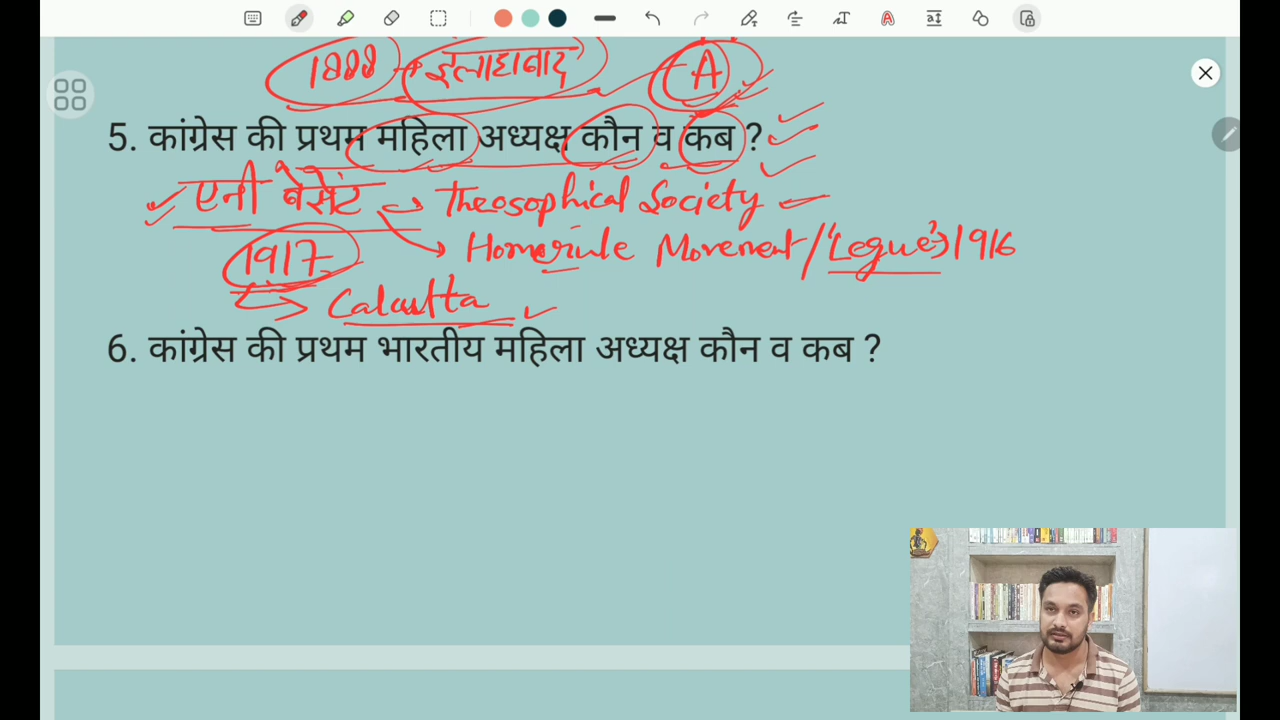 1888 → इलाहाबाद A
5. कांग्रेस की प्रथम महिला अध्यक्ष कौन व कब ?
एनी बेसेंट → Theosophical Society
1917 → Homerule Movement/'Legue' 1916
→ Calcutta
6. कांग्रेस की प्रथम भारतीय महिला अध्यक्ष कौन व कब ?